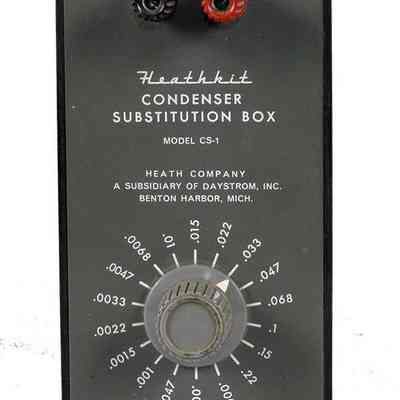 Heathkit
CONDENSER
SUBSTITUTION BOX
MODEL CS-1
HEATH COMPANY
A SUBSIDIARY OF DAYSTROM, INC.
BENTON HARBOR, MICH.
.001
.0015
.0022
.0033
.0047
.0068
.01
.015
.022
.033
.047
.068
.1
.15
.22